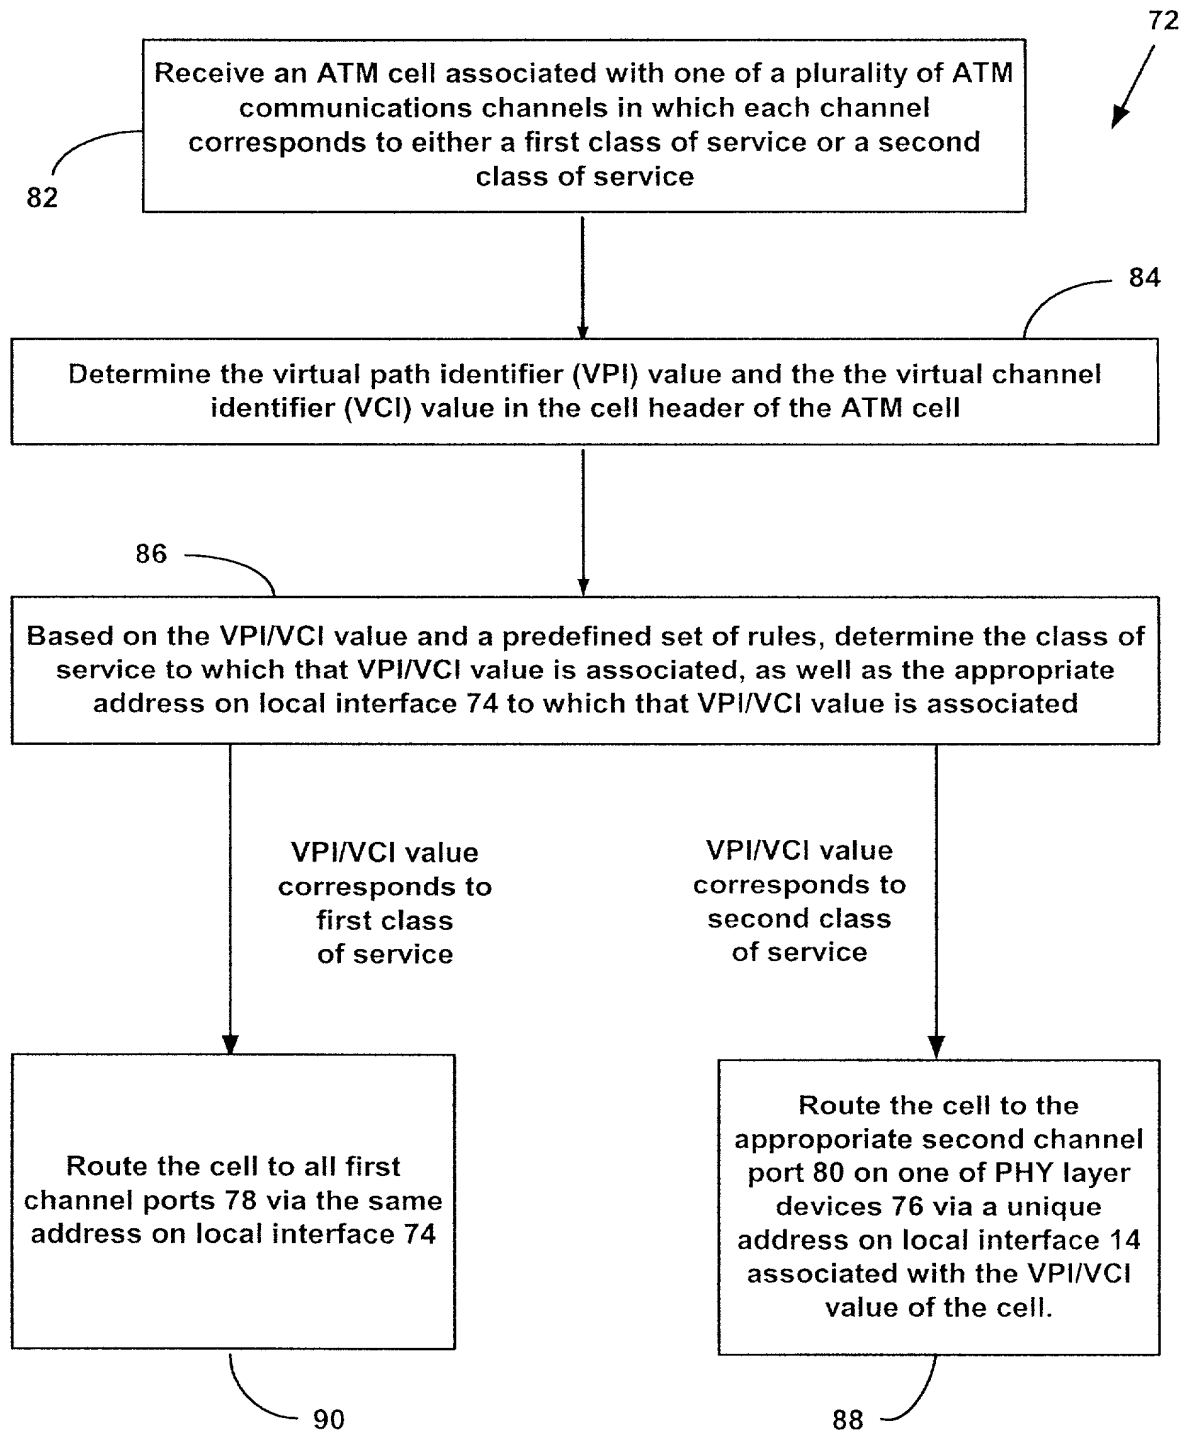 72
Receive an ATM cell associated with one of a plurality of ATM
communications channels in which each channel
corresponds to either a first class of service or a second
class of service
82
84
Determine the virtual path identifier (VPI) value and the the virtual channel
identifier (VCI) value in the cell header of the ATM cell
86
Based on the VPI/VCI value and a predefined set of rules, determine the class of
service to which that VPI/VCI value is associated, as well as the appropriate
address on local interface 74 to which that VPI/VCI value is associated
VPI/VCI value
corresponds to
first class
of service
VPI/VCI value
corresponds to
second class
of service
Route the cell to all first
channel ports 78 via the same
address on local interface 74
Route the cell to the
approporiate second channel
port 80 on one of PHY layer
devices 76 via a unique
address on local interface 14
associated with the VPI/VCI
value of the cell.
90
88